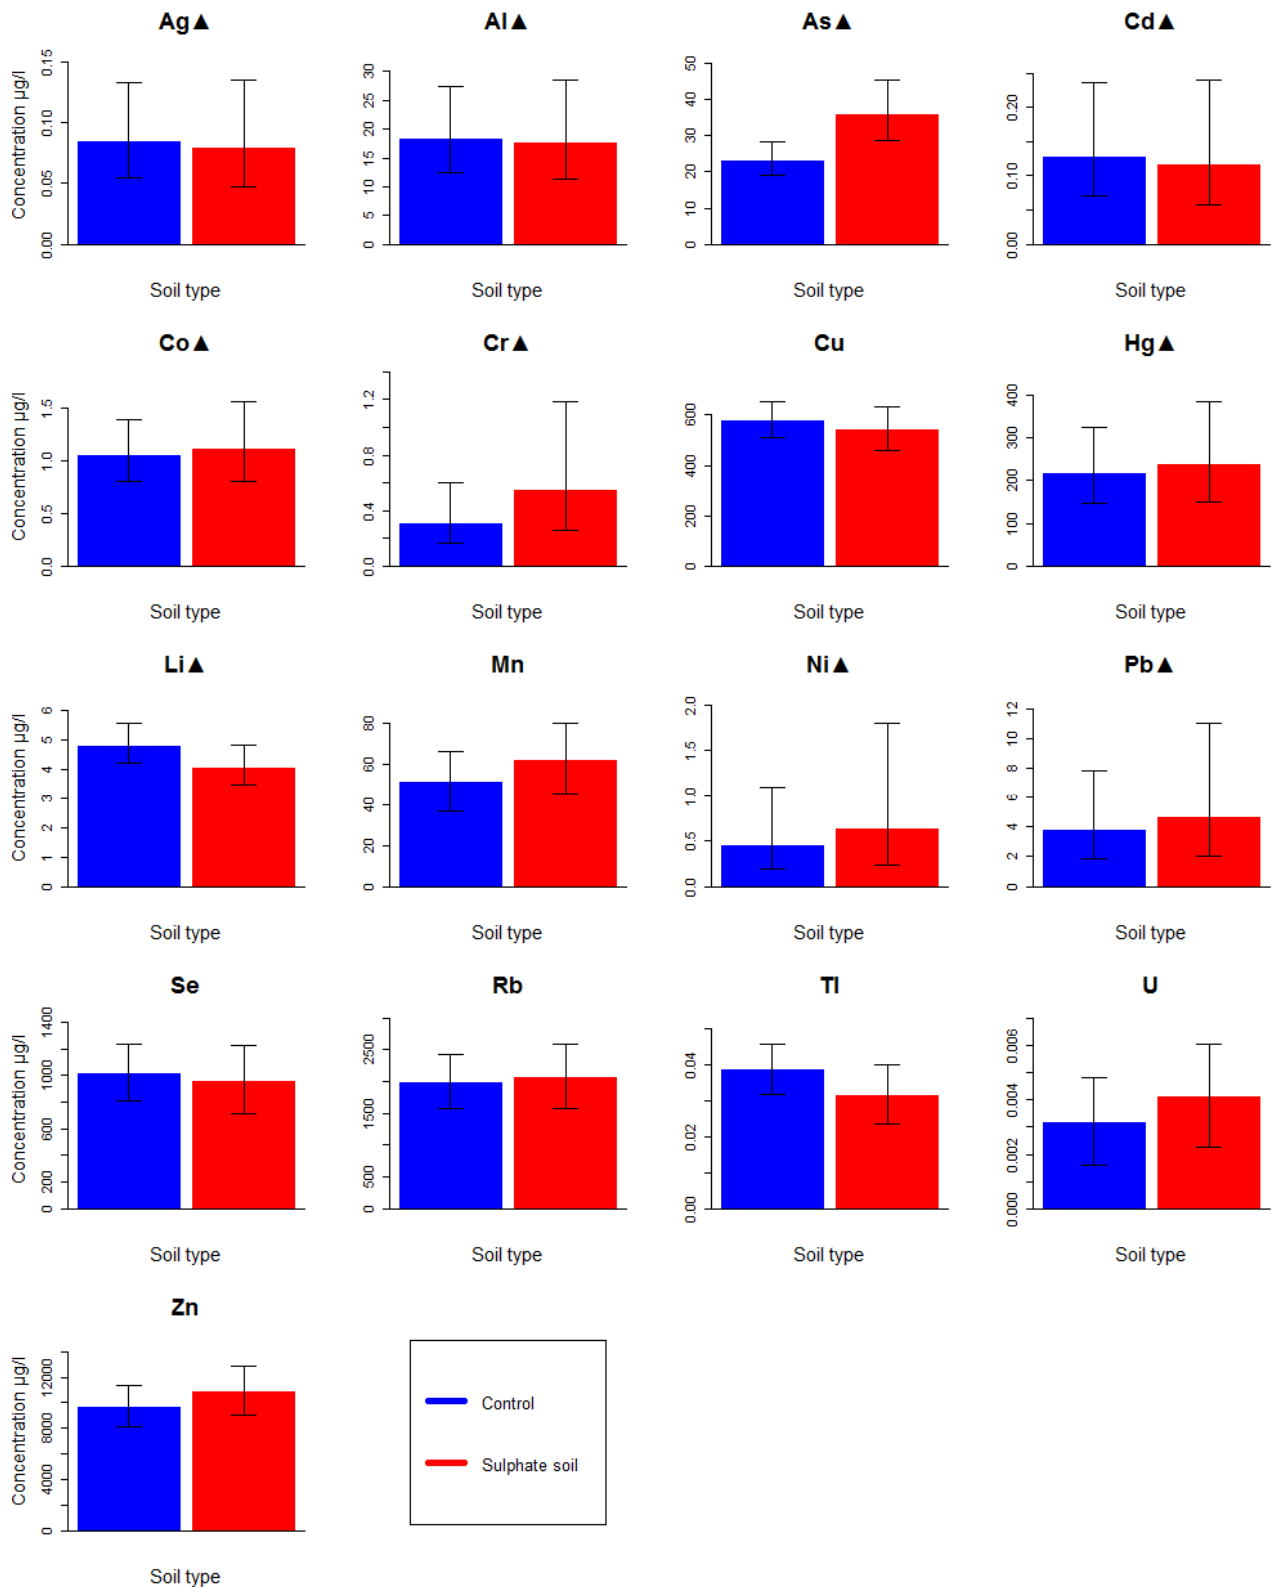 Ag▲ Al▲ As▲ Cd▲
Concentration µg/l
0.00 0.05 0.10 0.15
0 5 10 15 20 25 30
0 10 20 30 40 50
0.00 0.10 0.20
Soil type Soil type Soil type Soil type
Co▲ Cr▲ Cu Hg▲
Concentration µg/l
0.0 0.5 1.0 1.5
0.0 0.4 0.8 1.2
0 200 400 600
0 100 200 300 400
Soil type Soil type Soil type Soil type
Li▲ Mn Ni▲ Pb▲
Concentration µg/l
0 1 2 3 4 5 6
0 20 40 60 80
0.0 0.5 1.0 1.5 2.0
0 2 4 6 8 10 12
Soil type Soil type Soil type Soil type
Se Rb Tl U
Concentration µg/l
0 200 600 1000 1400
0 500 1500 2500
0.00 0.02 0.04
0.000 0.002 0.004 0.006
Soil type Soil type Soil type Soil type
Zn
Concentration µg/l
0 4000 8000 12000
Soil type
Control
Sulphate soil